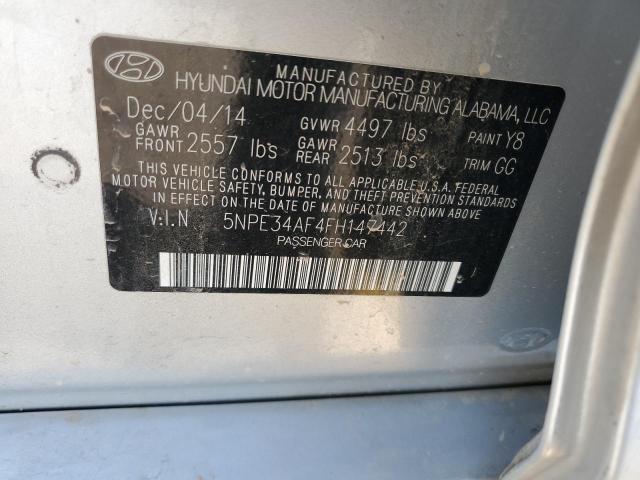 MANUFACTURED BY
HYUNDAI MOTOR MANUFACTURING ALABAMA, LLC
Dec/04/14 GVWR 4497 lbs PAINT Y8
GAWR FRONT 2557 lbs GAWR REAR 2513 lbs TRIM GG
THIS VEHICLE CONFORMS TO ALL APPLICABLE U.S.A. FEDERAL
MOTOR VEHICLE SAFETY, BUMPER, AND THEFT PREVENTION STANDARDS
IN EFFECT ON THE DATE OF MANUFACTURE SHOWN ABOVE.
V.I.N 5NPE34AF4FH147442
PASSENGER CAR